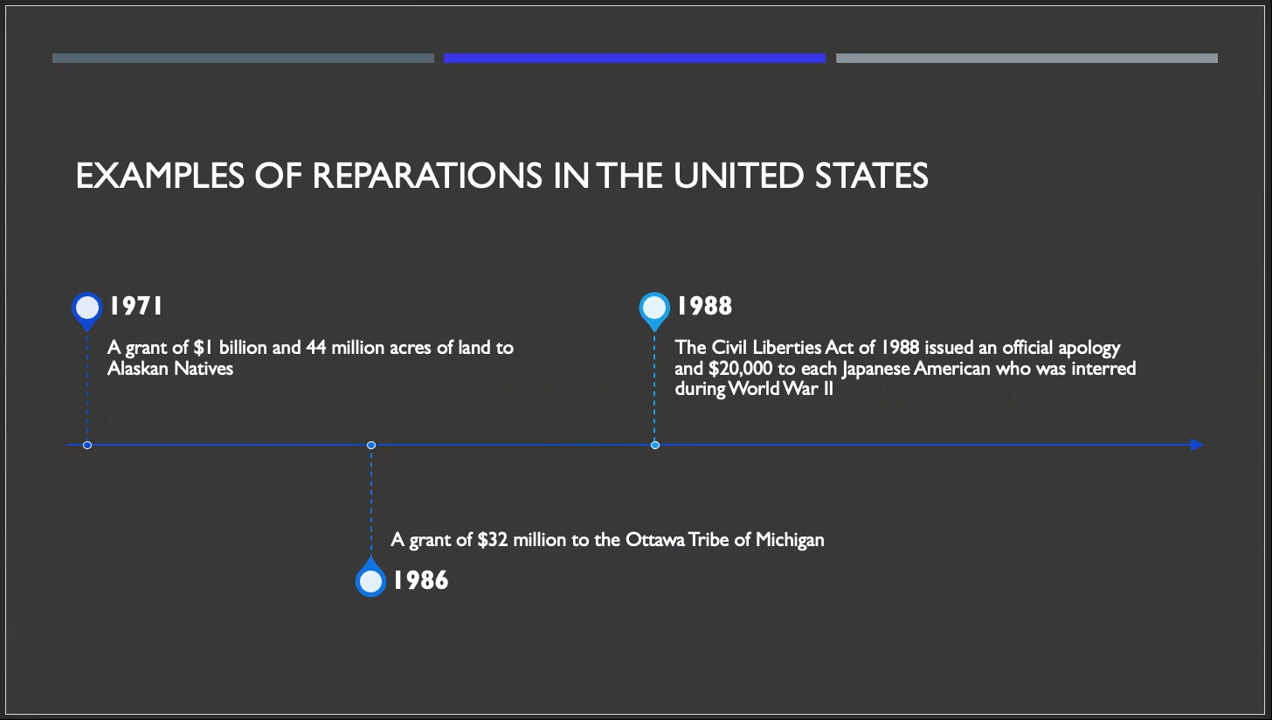 EXAMPLES OF REPARATIONS IN THE UNITED STATES
1971
A grant of $1 billion and 44 million acres of land to
Alaskan Natives
1988
The Civil Liberties Act of 1988 issued an official apology
and $20,000 to each Japanese American who was interred
during World War II
A grant of $32 million to the Ottawa Tribe of Michigan
1986